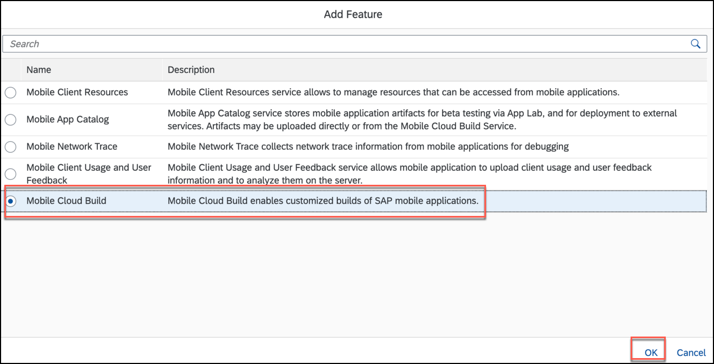 Add Feature
Search
Name Description
Mobile Client Resources Mobile Client Resources service allows to manage resources that can be accessed from mobile applications.
Mobile App Catalog Mobile App Catalog service stores mobile application artifacts for beta testing via App Lab, and for deployment to external
services. Artifacts may be uploaded directly or from the Mobile Cloud Build Service.
Mobile Network Trace Mobile Network Trace collects network trace information from mobile applications for debugging
Mobile Client Usage and User Mobile Client Usage and User Feedback service allows mobile application to upload client usage and user feedback
Feedback information and to analyze them on the server.
Mobile Cloud Build Mobile Cloud Build enables customized builds of SAP mobile applications.
OK Cancel